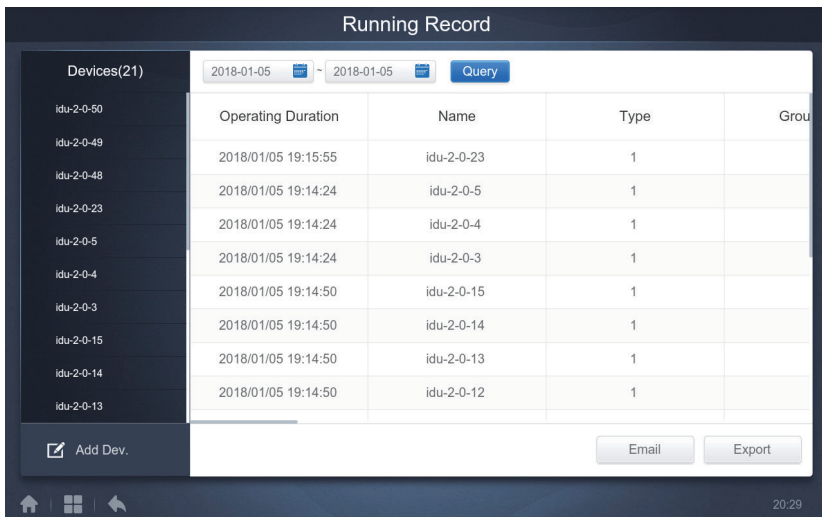 Running Record
Devices(21)
idu-2-0-50
idu-2-0-49
idu-2-0-48
idu-2-0-23
idu-2-0-5
idu-2-0-4
idu-2-0-3
idu-2-0-15
idu-2-0-14
idu-2-0-13
Add Dev.
2018-01-05 ~ 2018-01-05 Query
Operating Duration Name Type Grou
2018/01/05 19:15:55 idu-2-0-23 1
2018/01/05 19:14:24 idu-2-0-5 1
2018/01/05 19:14:24 idu-2-0-4 1
2018/01/05 19:14:24 idu-2-0-3 1
2018/01/05 19:14:50 idu-2-0-15 1
2018/01/05 19:14:50 idu-2-0-14 1
2018/01/05 19:14:50 idu-2-0-13 1
2018/01/05 19:14:50 idu-2-0-12 1
Email Export
20:29